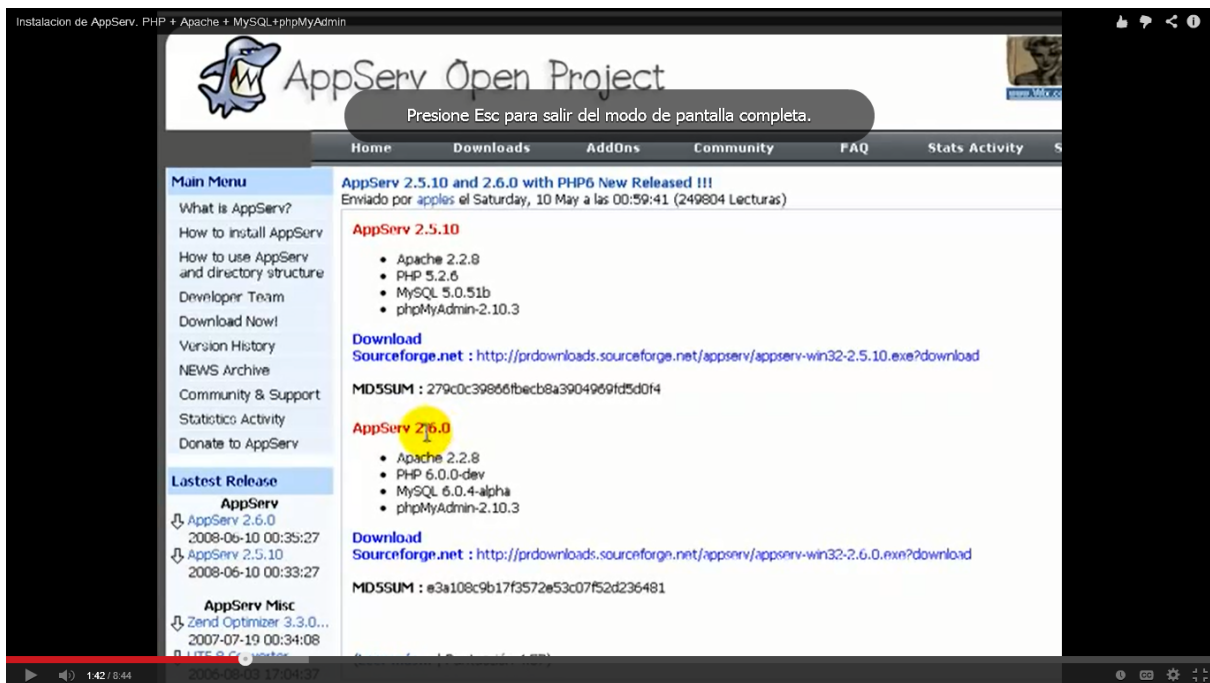 Instalacion de AppServ. PHP + Apache + MySQL+phpMyAdmin
AppServ Open Project
Presione Esc para salir del modo de pantalla completa.
Home Downloads AddOns Community FAQ Stats Activity S
Main Menu
What is AppServ?
How to install AppServ
How to use AppServ
and directory structure
Developer Team
Download Now!
Version History
NEWS Archive
Community & Support
Statistics Activity
Donate to AppServ
Lastest Release
AppServ
AppServ 2.6.0
2008-06-10 00:35:27
AppServ 2.5.10
2008-06-10 00:33:27
AppServ Misc
Zend Optimizer 3.3.0...
2007-07-19 00:34:08
UTF-8 Converter
2006-08-03 17:04:37
AppServ 2.5.10 and 2.6.0 with PHP6 New Released !!!
Enviado por apples el Saturday, 10 May a las 00:59:41 (249804 Lecturas)
AppServ 2.5.10
Apache 2.2.8
PHP 5.2.6
MySQL 5.0.51b
phpMyAdmin-2.10.3
Download
Sourceforge.net : http://prdownloads.sourceforge.net/appserv/appserv-win32-2.5.10.exe?download
MD5SUM : 279c0c39866fbecb8a3904969fd5d0f4
AppServ 2.6.0
Apache 2.2.8
PHP 6.0.0-dev
MySQL 6.0.4-alpha
phpMyAdmin-2.10.3
Download
Sourceforge.net : http://prdownloads.sourceforge.net/appserv/appserv-win32-2.6.0.exe?download
MD5SUM : e3a108c9b17f3572e53c07f52d236481
1:42 / 8:44